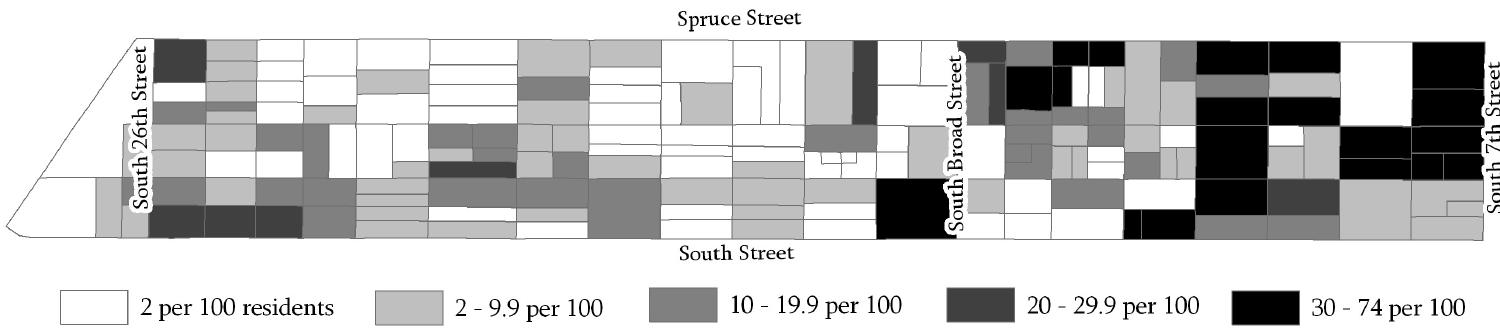 Spruce Street
South 26th Street
South Broad Street
South 7th Street
South Street
2 per 100 residents
2 - 9.9 per 100
10 - 19.9 per 100
20 - 29.9 per 100
30 - 74 per 100